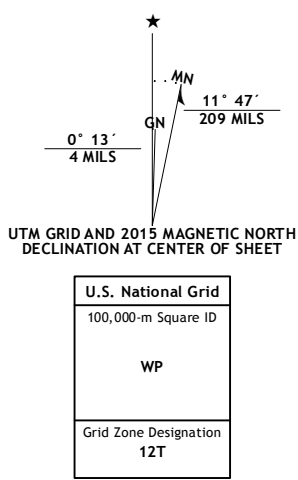 ★
MN
GN
11° 47´
209 MILS
0° 13´
4 MILS
UTM GRID AND 2015 MAGNETIC NORTH
DECLINATION AT CENTER OF SHEET
U.S. National Grid
100,000-m Square ID
WP
Grid Zone Designation
12T